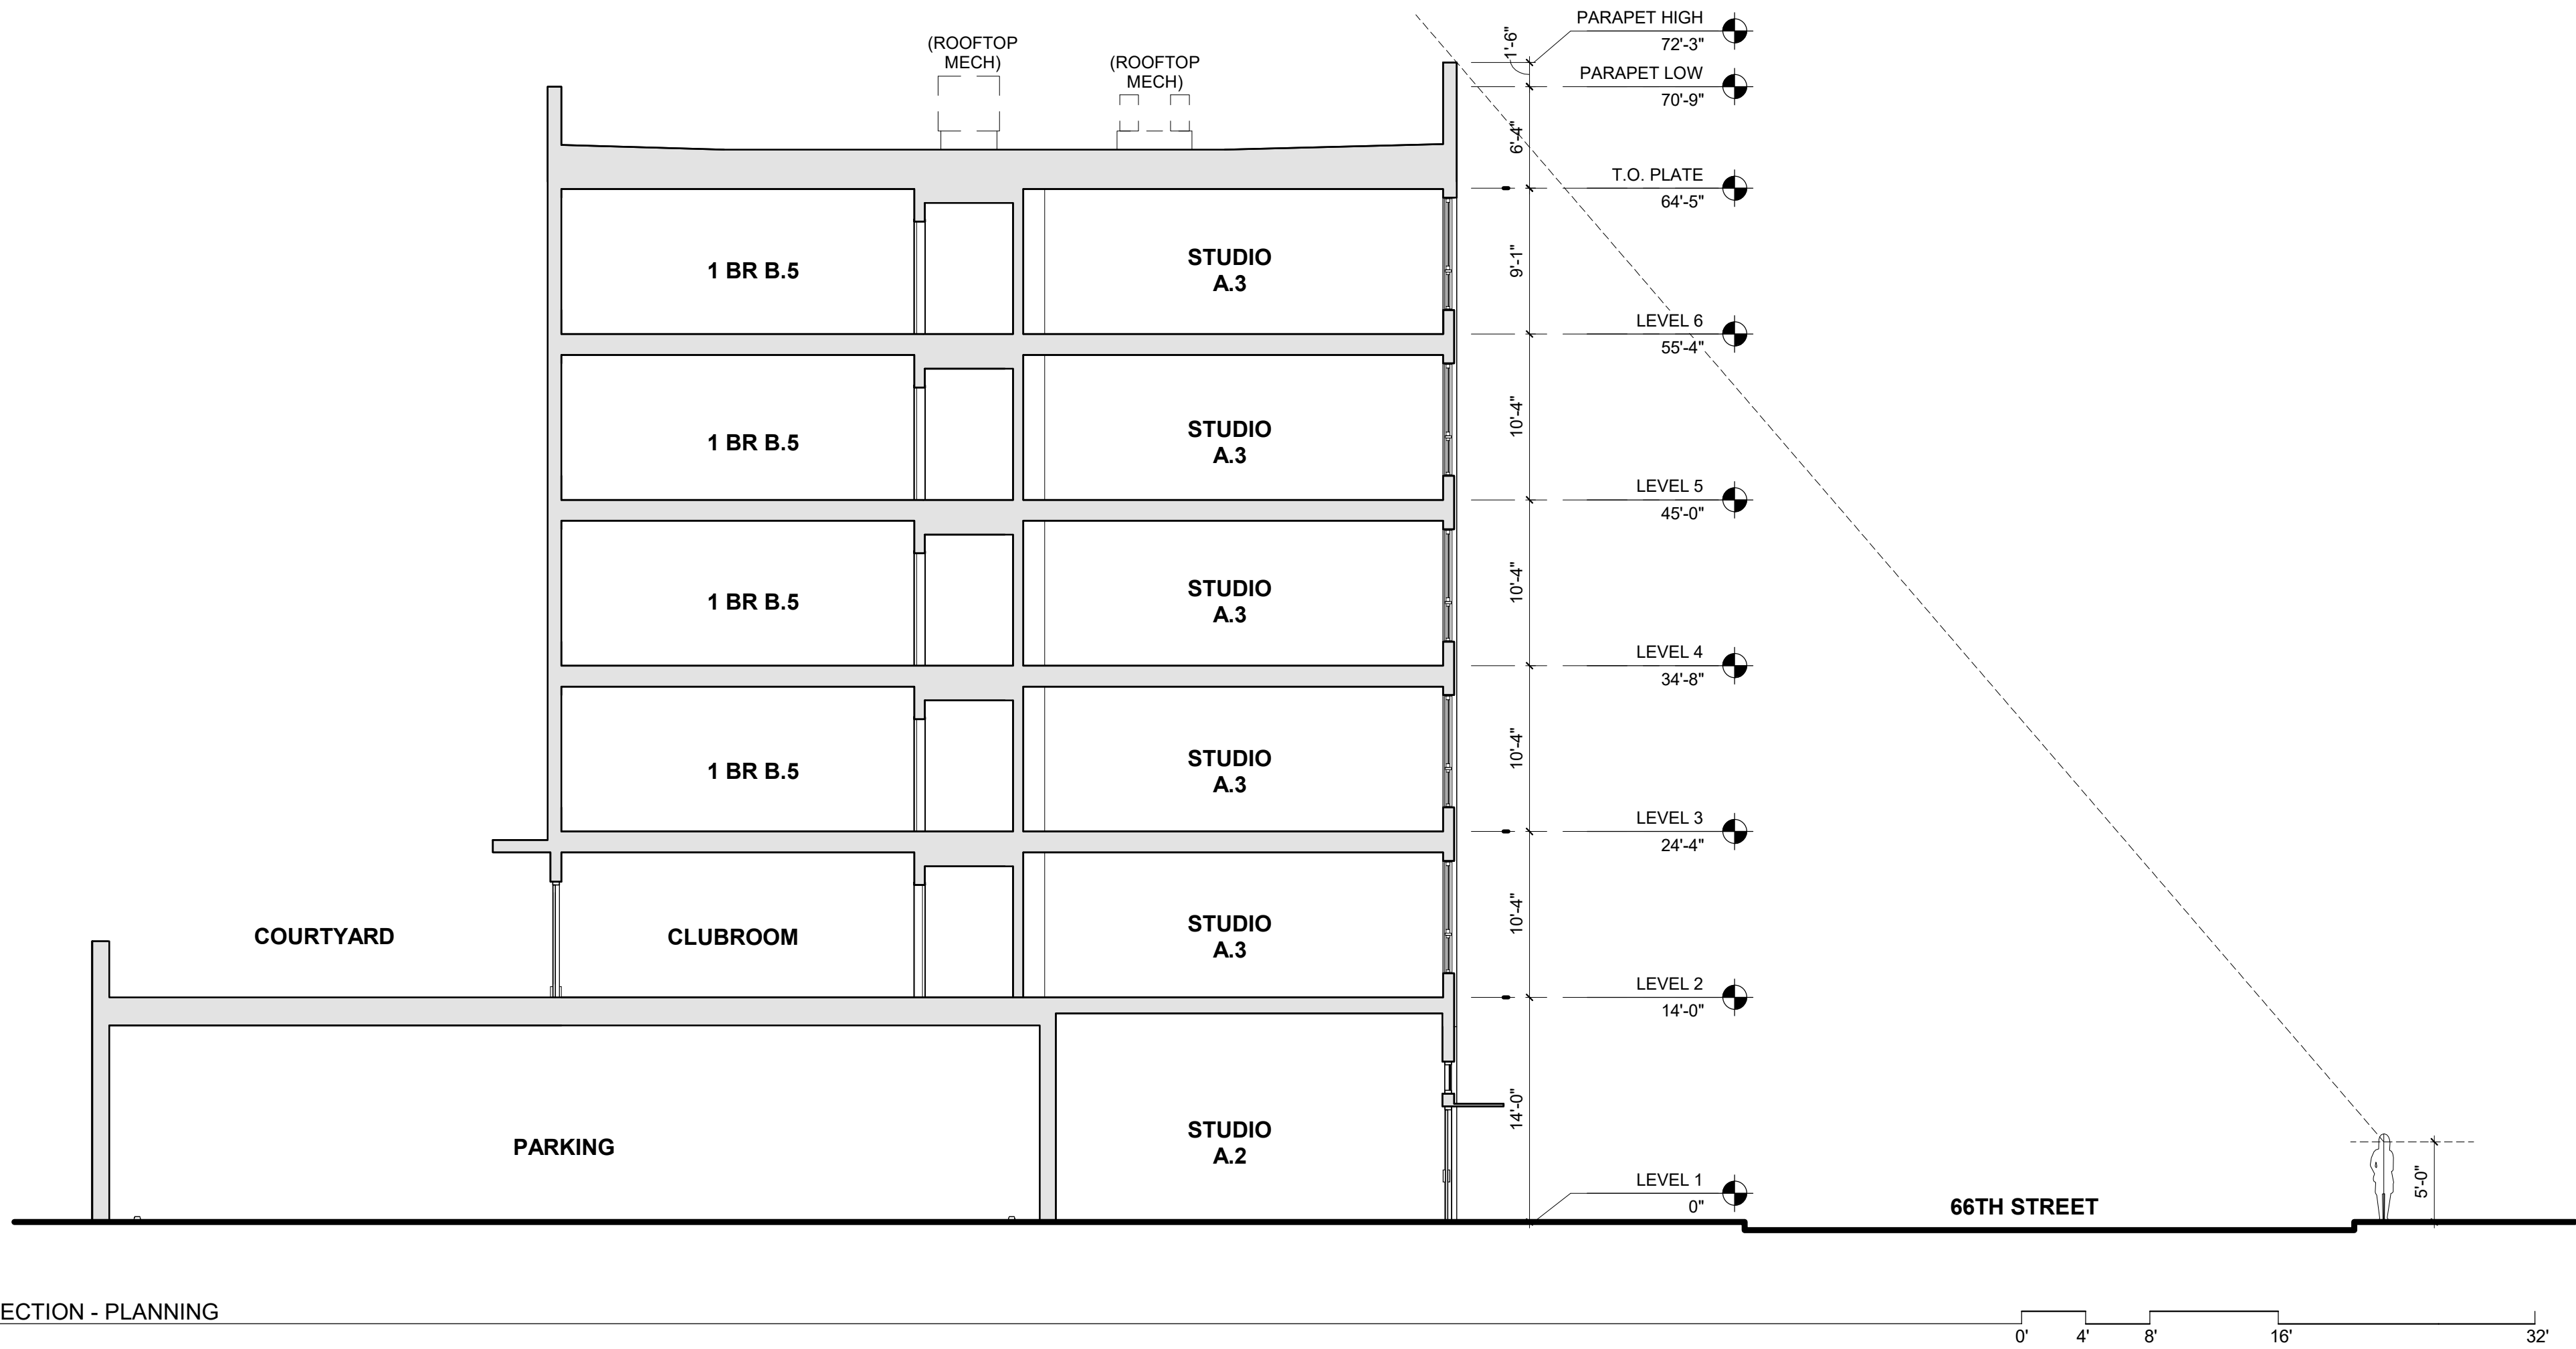 (ROOFTOP
MECH)
(ROOFTOP
MECH)
1'-6"
PARAPET HIGH
72'-3"
PARAPET LOW
70'-9"
6'-4"
T.O. PLATE
64'-5"
1 BR B.5
STUDIO
A.3
9'-1"
LEVEL 6
55'-4"
1 BR B.5
STUDIO
A.3
10'-4"
LEVEL 5
45'-0"
1 BR B.5
STUDIO
A.3
10'-4"
LEVEL 4
34'-8"
1 BR B.5
STUDIO
A.3
10'-4"
LEVEL 3
24'-4"
COURTYARD
CLUBROOM
STUDIO
A.3
10'-4"
LEVEL 2
14'-0"
PARKING
STUDIO
A.2
14'-0"
LEVEL 1
0"
66TH STREET
5'-0"
ECTION - PLANNING
0'
4'
8'
16'
32'